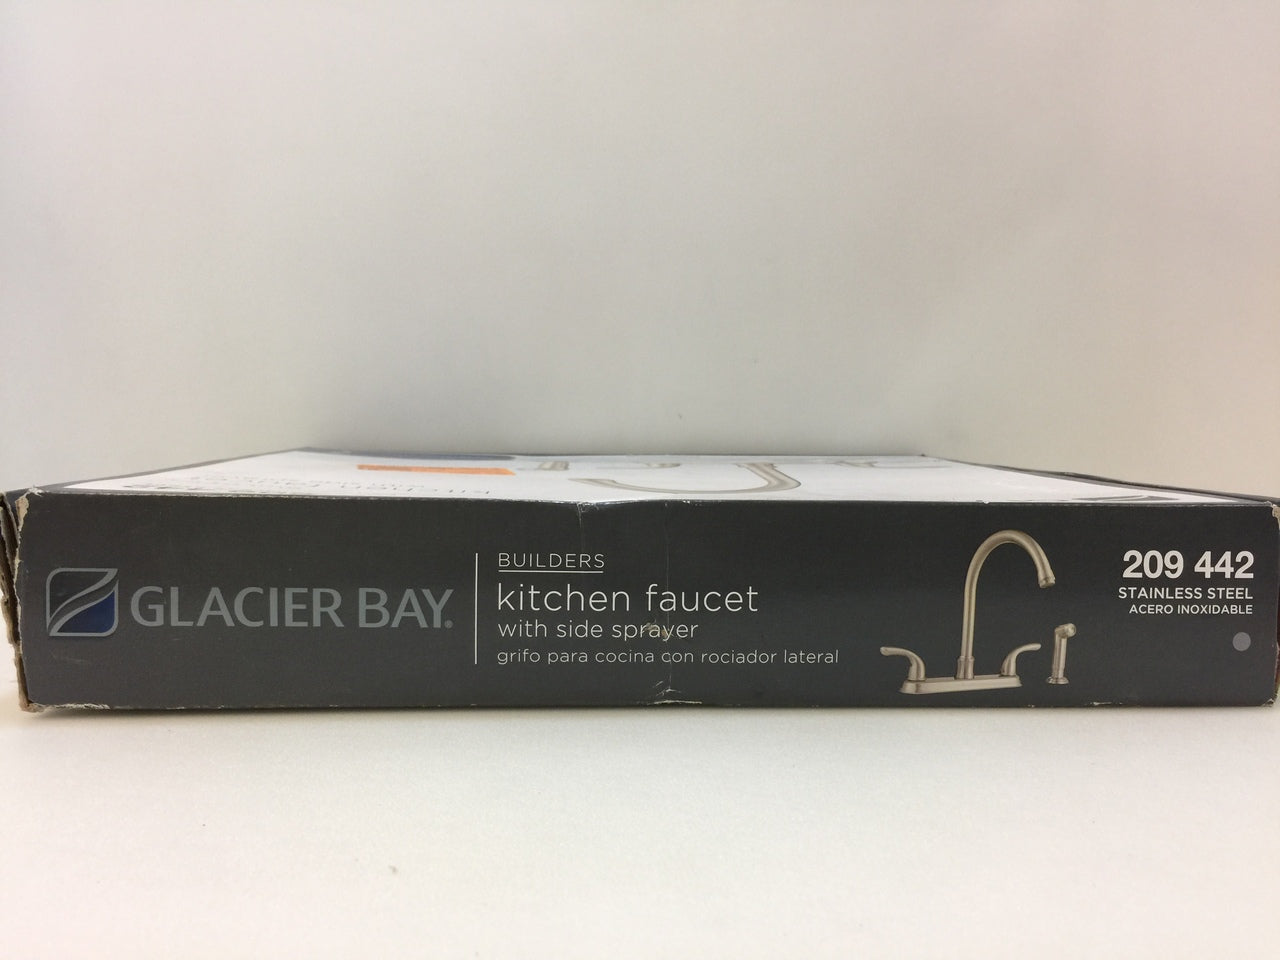 GLACIER BAY®
BUILDERS
kitchen faucet
with side sprayer
grifo para cocina con rociador lateral
209 442
STAINLESS STEEL
ACERO INOXIDABLE